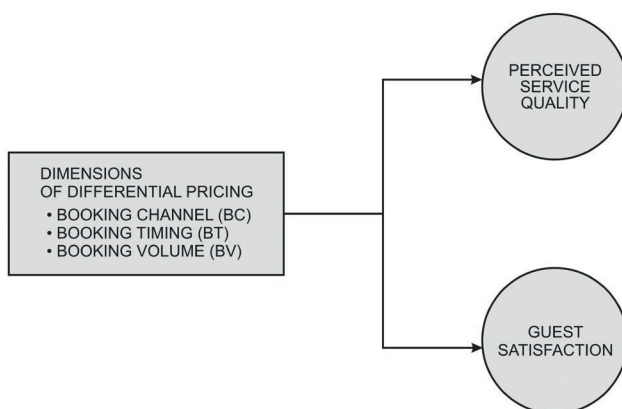 DIMENSIONS
OF DIFFERENTIAL PRICING
• BOOKING CHANNEL (BC)
• BOOKING TIMING (BT)
• BOOKING VOLUME (BV)
PERCEIVED
SERVICE
QUALITY
GUEST
SATISFACTION